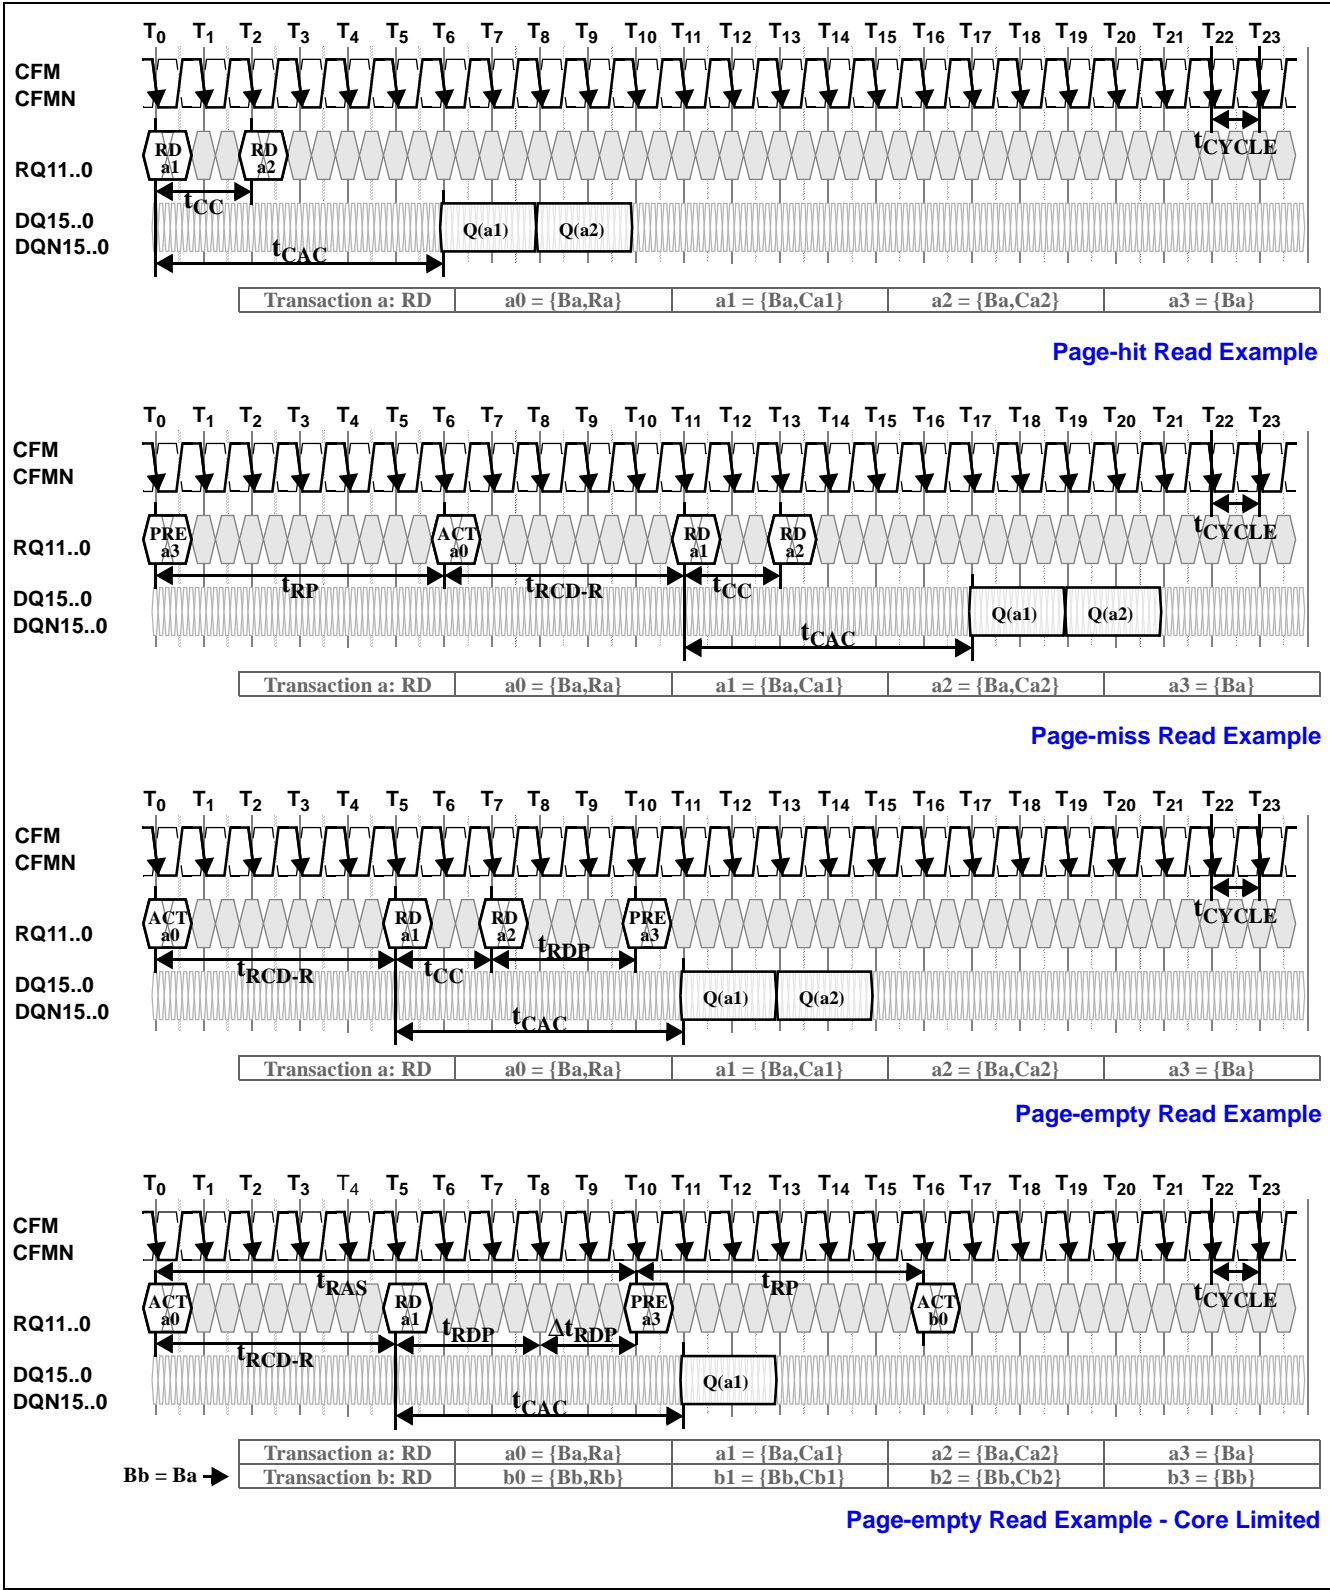 T0 T1 T2 T3 T4 T5 T6 T7 T8 T9 T10 T11 T12 T13 T14 T15 T16 T17 T18 T19 T20 T21 T22 T23
CFM
CFMN
tCYCLE
RQ11..0
RD a1
RD a2
tCC
DQ15..0
DQN15..0
Q(a1) Q(a2)
tCAC
Transaction a: RD a0 = {Ba,Ra} a1 = {Ba,Ca1} a2 = {Ba,Ca2} a3 = {Ba}
Page-hit Read Example
T0 T1 T2 T3 T4 T5 T6 T7 T8 T9 T10 T11 T12 T13 T14 T15 T16 T17 T18 T19 T20 T21 T22 T23
CFM
CFMN
tCYCLE
RQ11..0
PRE a3
ACT a0
RD a1
RD a2
tRP tRCD-R tCC
DQ15..0
DQN15..0
Q(a1) Q(a2)
tCAC
Transaction a: RD a0 = {Ba,Ra} a1 = {Ba,Ca1} a2 = {Ba,Ca2} a3 = {Ba}
Page-miss Read Example
T0 T1 T2 T3 T4 T5 T6 T7 T8 T9 T10 T11 T12 T13 T14 T15 T16 T17 T18 T19 T20 T21 T22 T23
CFM
CFMN
tCYCLE
RQ11..0
ACT a0
RD a1
RD a2
PRE a3
tRDP
tRCD-R tCC
DQ15..0
DQN15..0
Q(a1) Q(a2)
tCAC
Transaction a: RD a0 = {Ba,Ra} a1 = {Ba,Ca1} a2 = {Ba,Ca2} a3 = {Ba}
Page-empty Read Example
T0 T1 T2 T3 T4 T5 T6 T7 T8 T9 T10 T11 T12 T13 T14 T15 T16 T17 T18 T19 T20 T21 T22 T23
CFM
CFMN
tRAS tRP tCYCLE
RQ11..0
ACT a0
RD a1
PRE a3
ACT b0
tRDP ΔtRDP
tRCD-R
DQ15..0
DQN15..0
Q(a1)
tCAC
Transaction a: RD a0 = {Ba,Ra} a1 = {Ba,Ca1} a2 = {Ba,Ca2} a3 = {Ba}
Bb = Ba Transaction b: RD b0 = {Bb,Rb} b1 = {Bb,Cb1} b2 = {Bb,Cb2} b3 = {Bb}
Page-empty Read Example - Core Limited